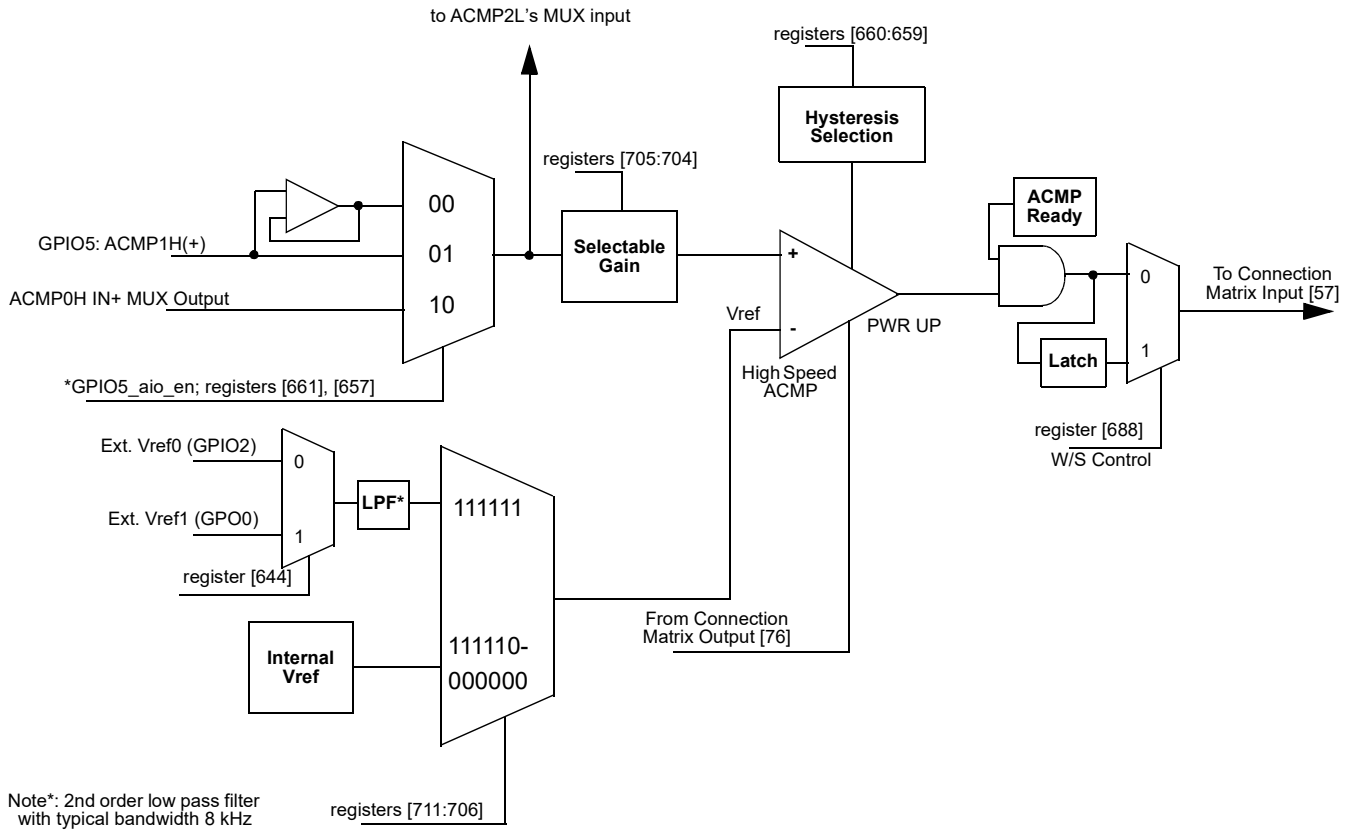 to ACMP2L's MUX input
registers [660:659]
Hysteresis
Selection
registers [705:704]
ACMP
Ready
00
GPIO5: ACMP1H(+)
01
Selectable
Gain
+
0
To Connection
Matrix Input [57]
ACMP0H IN+ MUX Output
10
Vref
-
PWR UP
Latch
1
High Speed
ACMP
*GPIO5_aio_en; registers [661], [657]
register [688]
W/S Control
Ext. Vref0 (GPIO2)
0
LPF*
111111
Ext. Vref1 (GPO0)
1
register [644]
From Connection
Matrix Output [76]
Internal
Vref
111110-
000000
Note*: 2nd order low pass filter
with typical bandwidth 8 kHz
registers [711:706]